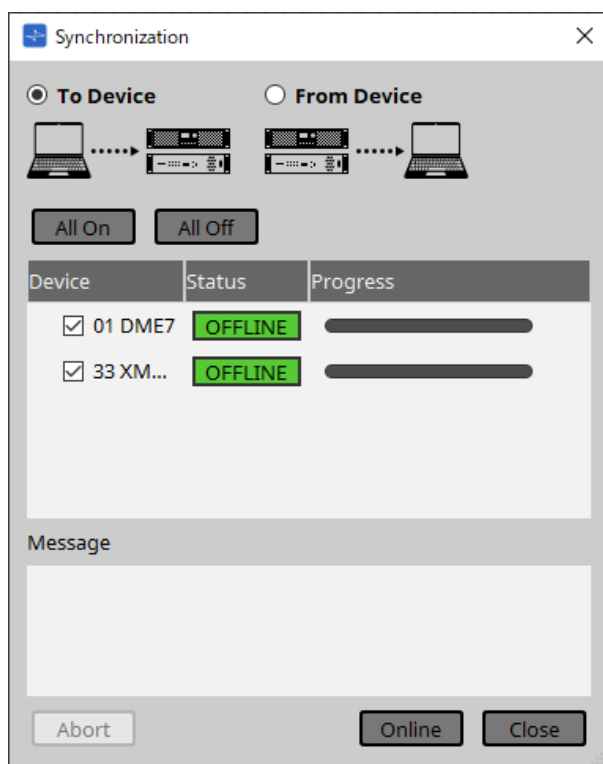 Synchronization
To Device From Device
All On All Off
Device Status Progress
01 DME7 OFFLINE
33 XM... OFFLINE
Message
Abort Online Close